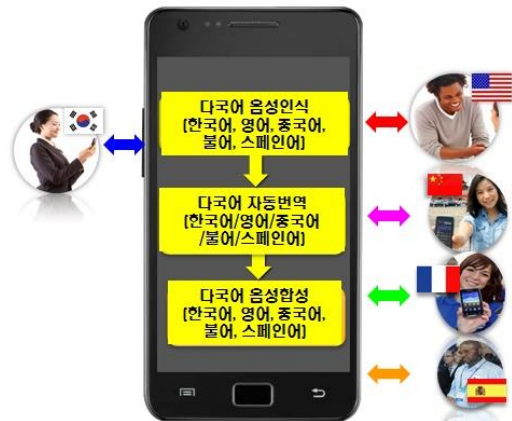 다국어 음성인식
(한국어, 영어, 중국어,
불어, 스페인어)
다국어 자동번역
(한국어/영어/중국어
/불어/스페인어)
다국어 음성합성
(한국어, 영어, 중국어,
불어, 스페인어)